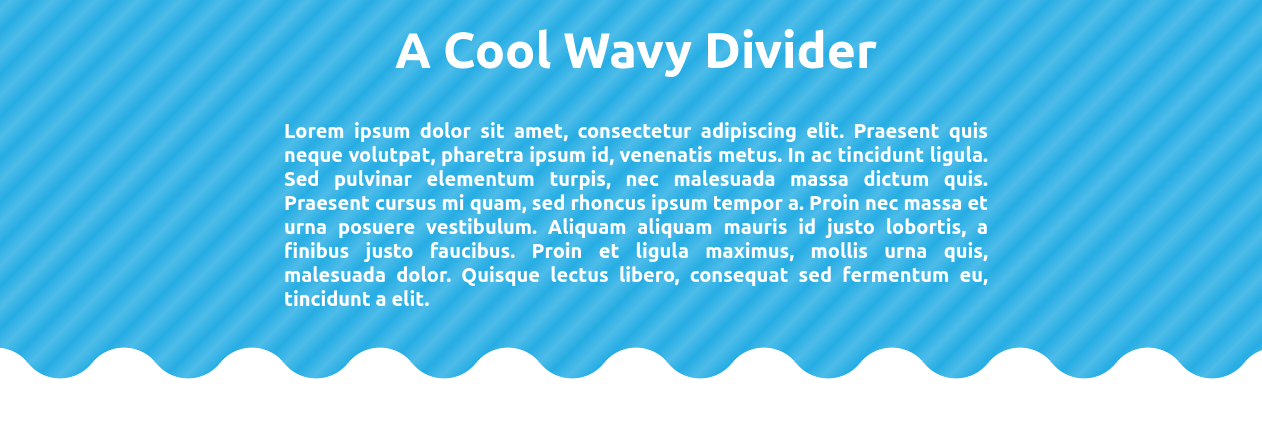 A Cool Wavy Divider
Lorem ipsum dolor sit amet, consectetur adipiscing elit. Praesent quis
neque volutpat, pharetra ipsum id, venenatis metus. In ac tincidunt ligula.
Sed pulvinar elementum turpis, nec malesuada massa dictum quis.
Praesent cursus mi quam, sed rhoncus ipsum tempor a. Proin nec massa et
urna posuere vestibulum. Aliquam aliquam mauris id justo lobortis, a
finibus justo faucibus. Proin et ligula maximus, mollis urna quis,
malesuada dolor. Quisque lectus libero, consequat sed fermentum eu,
tincidunt a elit.